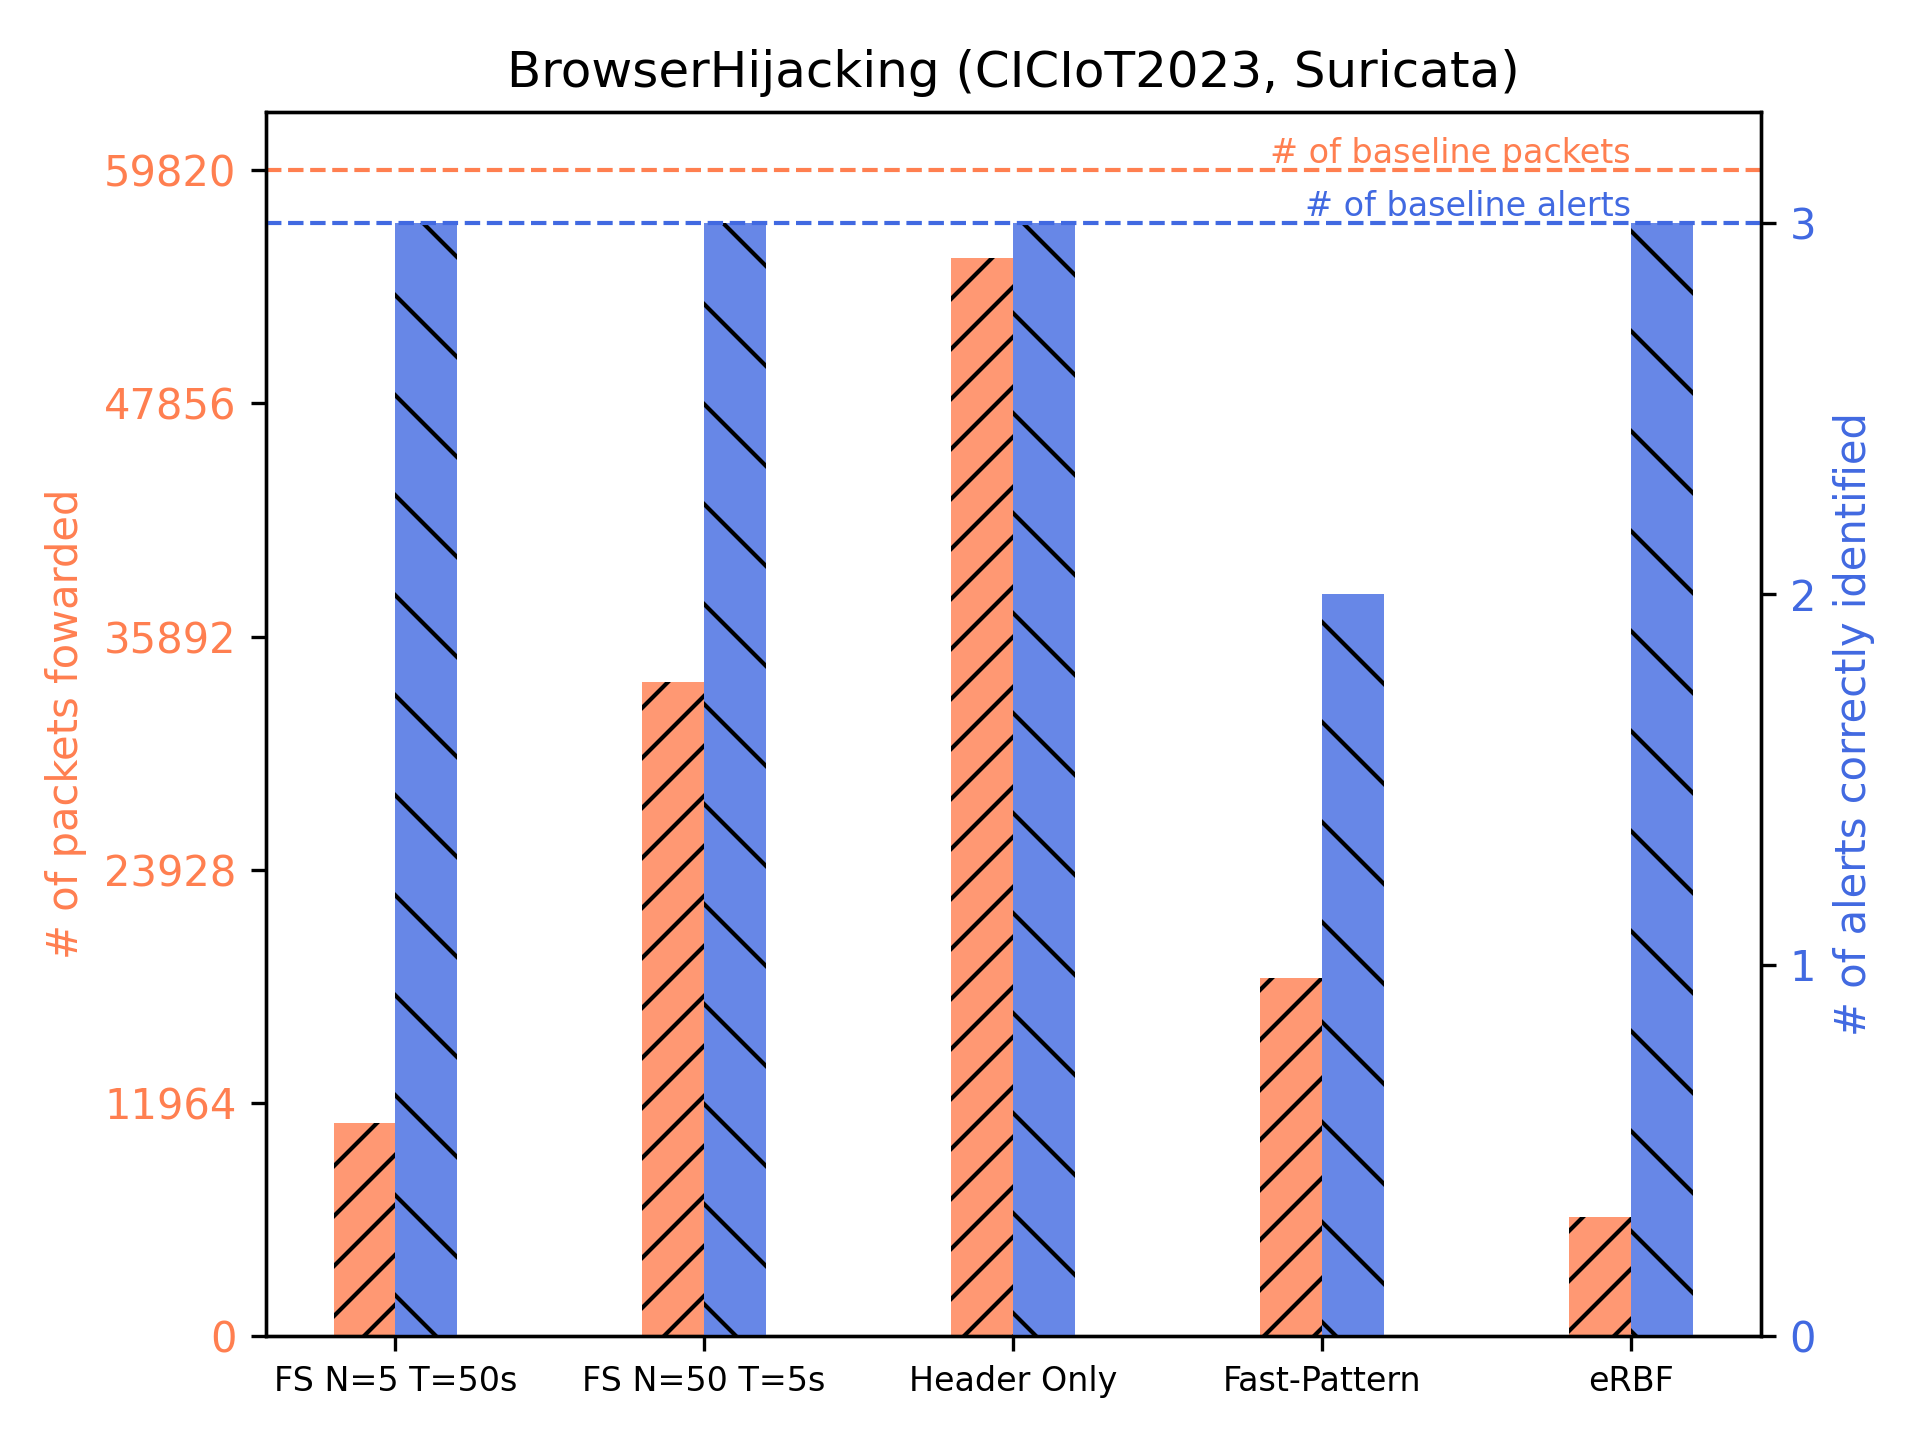 BrowserHijacking (CICIoT2023, Suricata)
# of baseline packets
# of baseline alerts
59820
47856
35892
23928
11964
0
# of packets fowarded
3
2
1
0
# of alerts correctly identified
FS N=5 T=50s
FS N=50 T=5s
Header Only
Fast-Pattern
eRBF